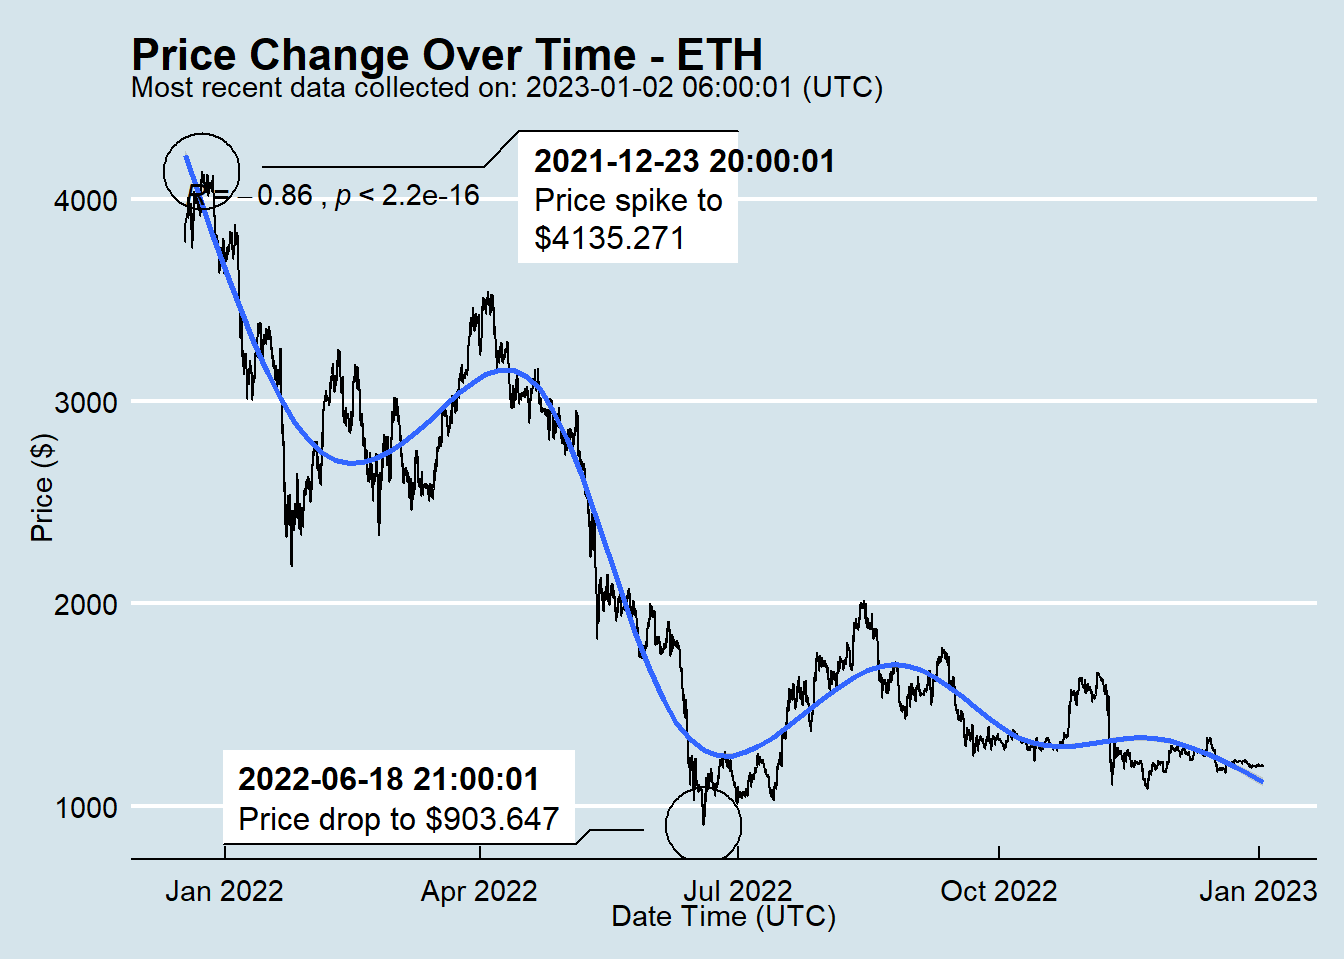 Price Change Over Time - ETH
Most recent data collected on: 2023-01-02 06:00:01 (UTC)
2021-12-23 20:00:01
Price spike to
$4135.271
R = −0.86 , p < 2.2e-16
4000
3000
2000
1000
Price ($)
2022-06-18 21:00:01
Price drop to $903.647
Jan 2022
Apr 2022
Jul 2022
Oct 2022
Jan 2023
Date Time (UTC)